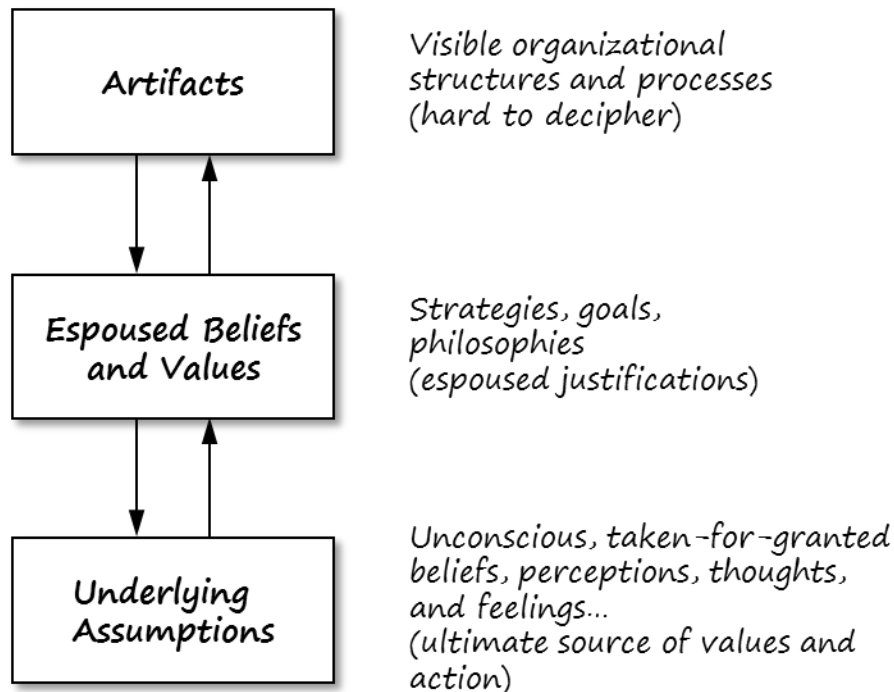 Artifacts
Visible organizational
structures and processes
(hard to decipher)
Espoused Beliefs
and Values
Strategies, goals,
philosophies
(espoused justifications)
Underlying
Assumptions
Unconscious, taken-for-granted
beliefs, perceptions, thoughts,
and feelings...
(ultimate source of values and
action)